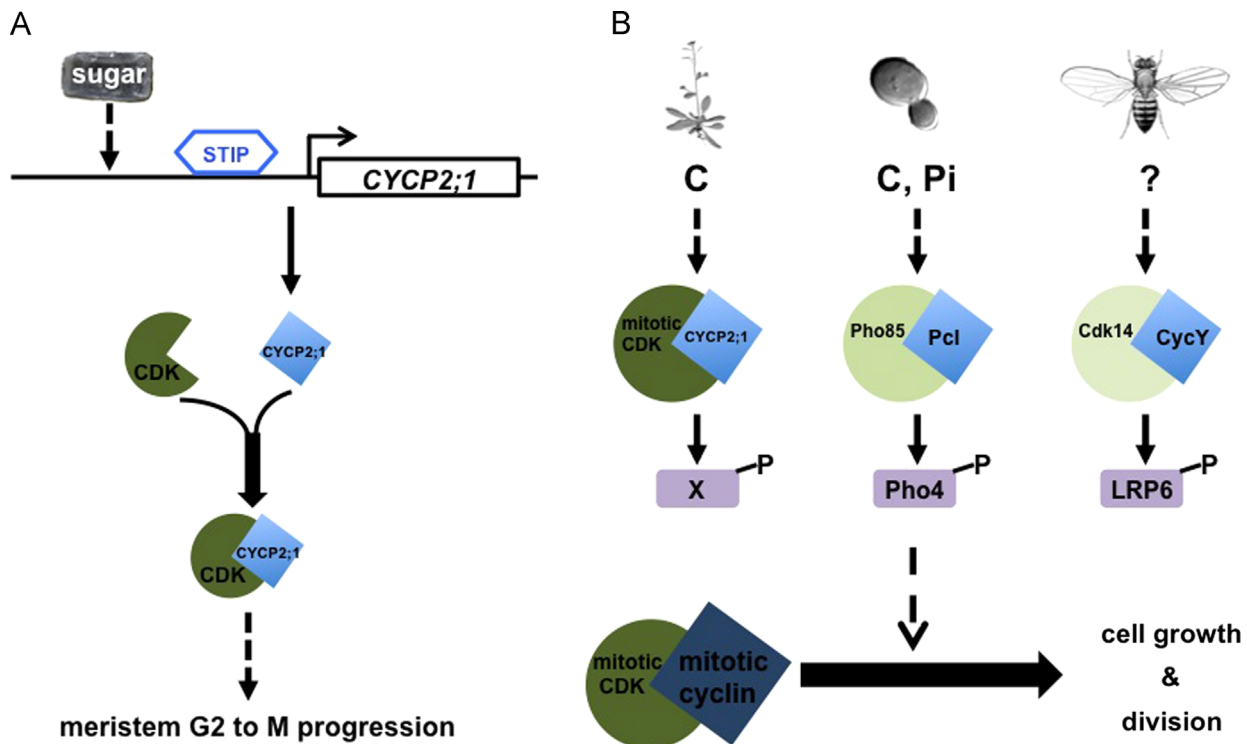 A
sugar
STIP
CYCP2;1
CDK
CYCP2;1
CYCP2;1
CDK
meristem G2 to M progression
B
C
C, Pi
?
mitotic
CDK
CYCP2;1
Pho85
Pcl
Cdk14
CycY
P
X
P
Pho4
P
LRP6
mitotic
CDK
mitotic
cyclin
cell growth
&
division